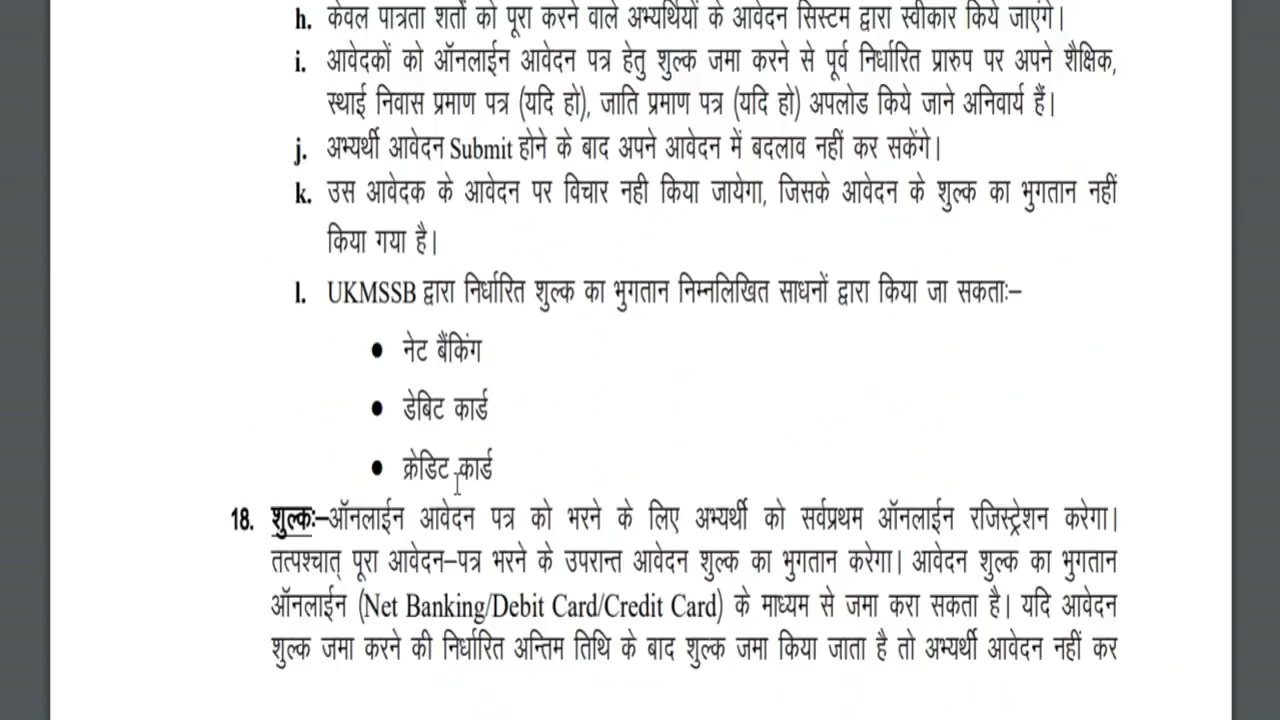 h. केवल पात्रता शर्तो को पूरा करने वाले अभ्यर्थियों के आवेदन सिस्टम द्वारा स्वीकार किये जाएंगे।
i. आवेदकों को ऑनलाईन आवेदन पत्र हेतु शुल्क जमा करने से पूर्व निर्धारित प्रारुप पर अपने शैक्षिक,
स्थाई निवास प्रमाण पत्र (यदि हो), जाति प्रमाण पत्र (यदि हो) अपलोड किये जाने अनिवार्य हैं।
j. अभ्यर्थी आवेदन Submit होने के बाद अपने आवेदन में बदलाव नहीं कर सकेंगे।
k. उस आवेदक के आवेदन पर विचार नही किया जायेगा, जिसके आवेदन के शुल्क का भुगतान नहीं
किया गया है।
l. UKMSSB द्वारा निर्धारित शुल्क का भुगतान निम्नलिखित साधनों द्वारा किया जा सकताः–
• नेट बैंकिंग
• डेबिट कार्ड
• क्रेडिट कार्ड
18. शुल्कः–ऑनलाईन आवेदन पत्र को भरने के लिए अभ्यर्थी को सर्वप्रथम ऑनलाईन रजिस्ट्रेशन करेगा।
तत्पश्चात् पूरा आवेदन–पत्र भरने के उपरान्त आवेदन शुल्क का भुगतान करेगा। आवेदन शुल्क का भुगतान
ऑनलाईन (Net Banking/Debit Card/Credit Card) के माध्यम से जमा करा सकता है। यदि आवेदन
शुल्क जमा करने की निर्धारित अन्तिम तिथि के बाद शुल्क जमा किया जाता है तो अभ्यर्थी आवेदन नहीं कर